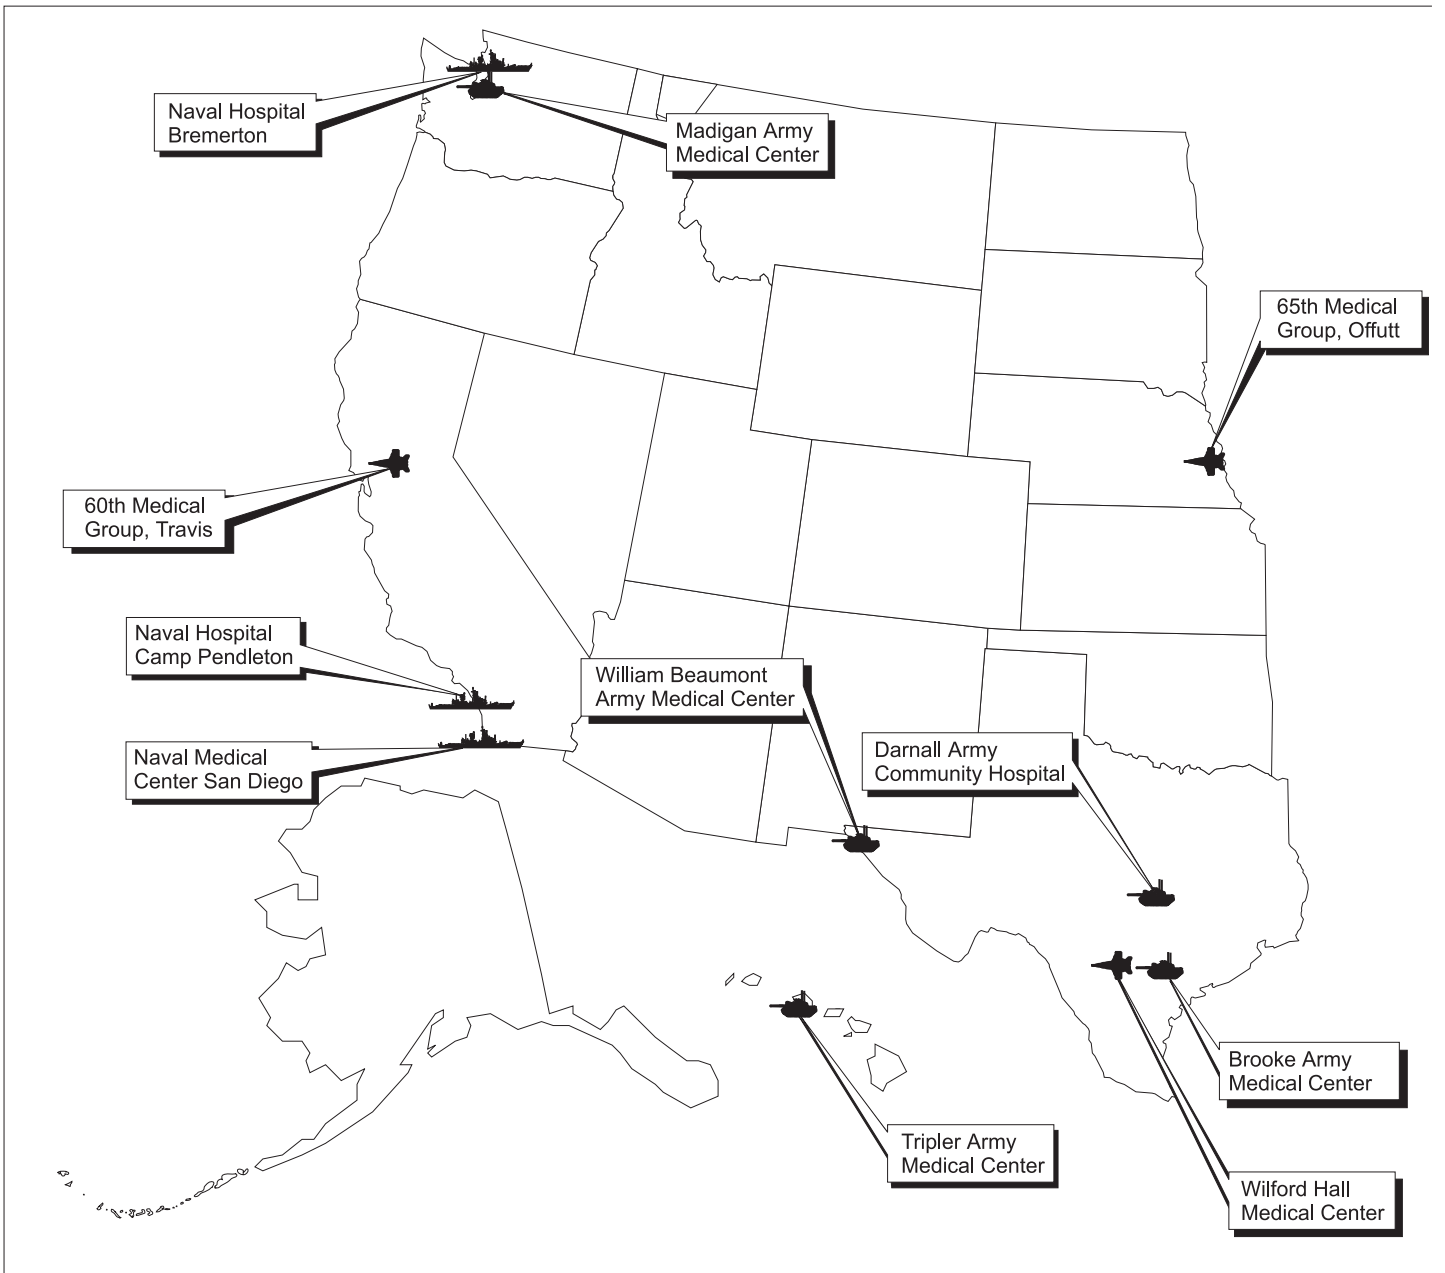 Naval Hospital
Bremerton
Madigan Army
Medical Center
65th Medical
Group, Offutt
60th Medical
Group, Travis
Naval Hospital
Camp Pendleton
William Beaumont
Army Medical Center
Naval Medical
Center San Diego
Darnall Army
Community Hospital
Brooke Army
Medical Center
Tripler Army
Medical Center
Wilford Hall
Medical Center